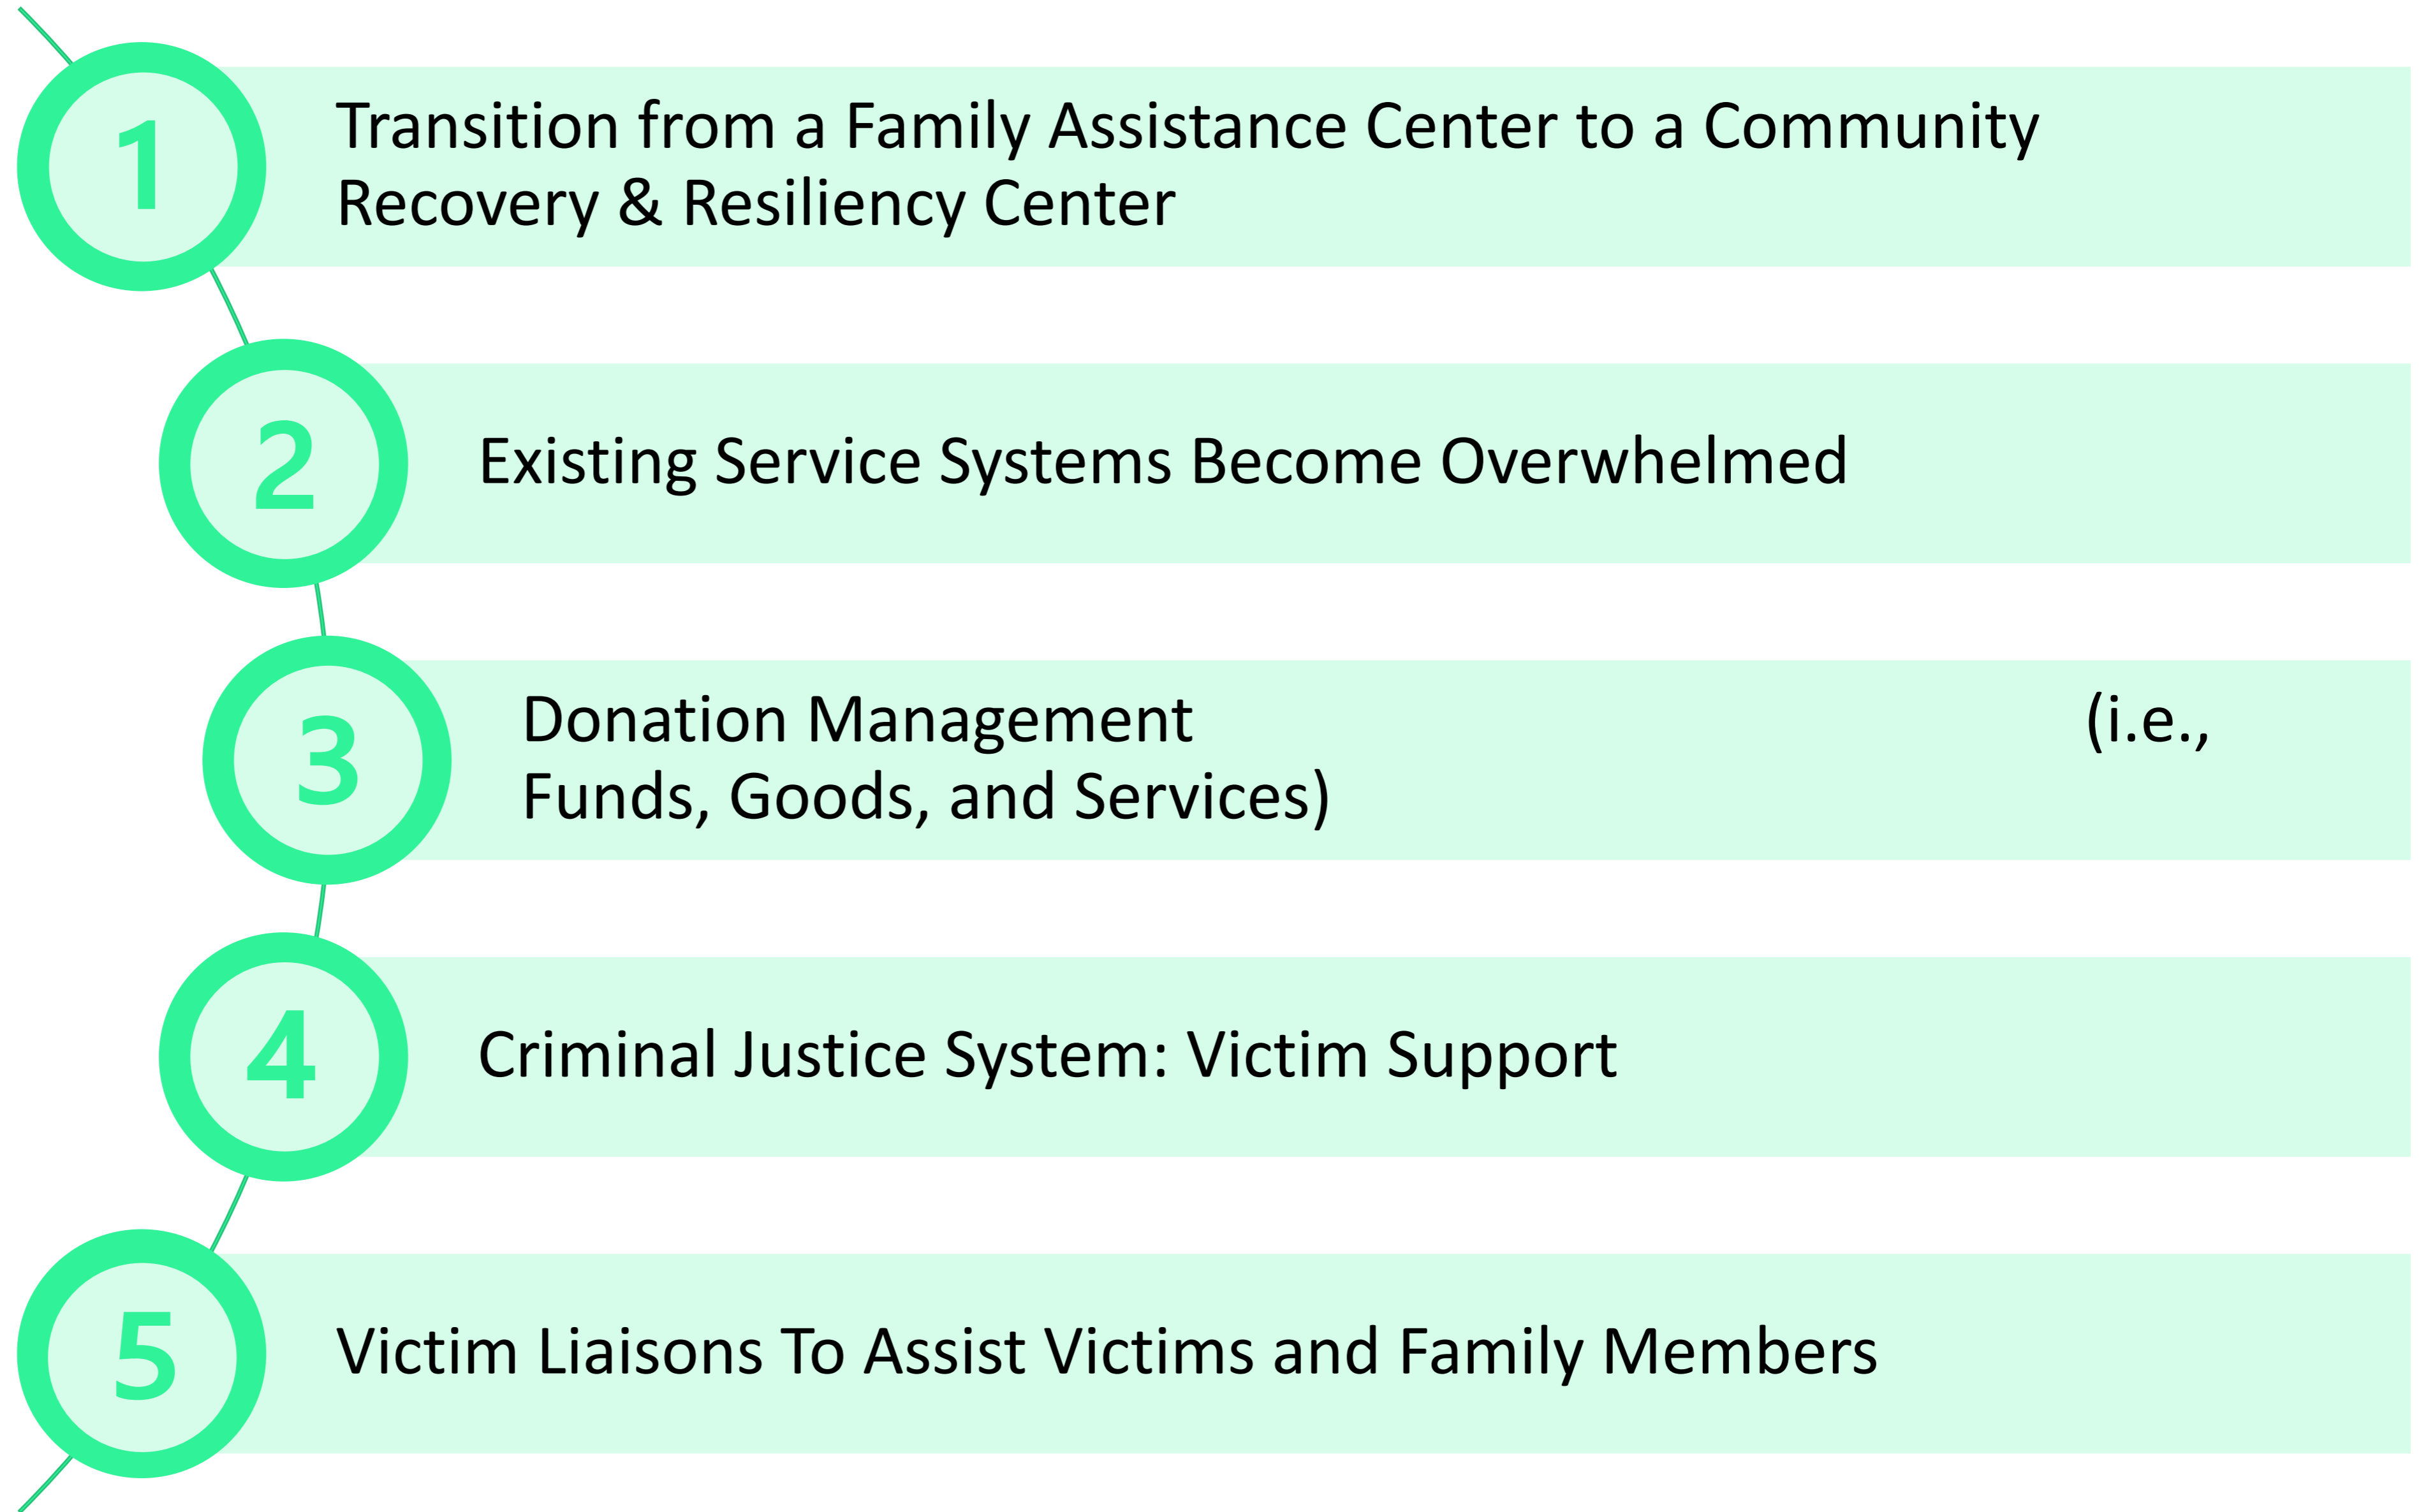 1
Transition from a Family Assistance Center to a Community
Recovery & Resiliency Center
2
Existing Service Systems Become Overwhelmed
3
Donation Management (i.e.,
Funds, Goods, and Services)
4
Criminal Justice System: Victim Support
5
Victim Liaisons To Assist Victims and Family Members